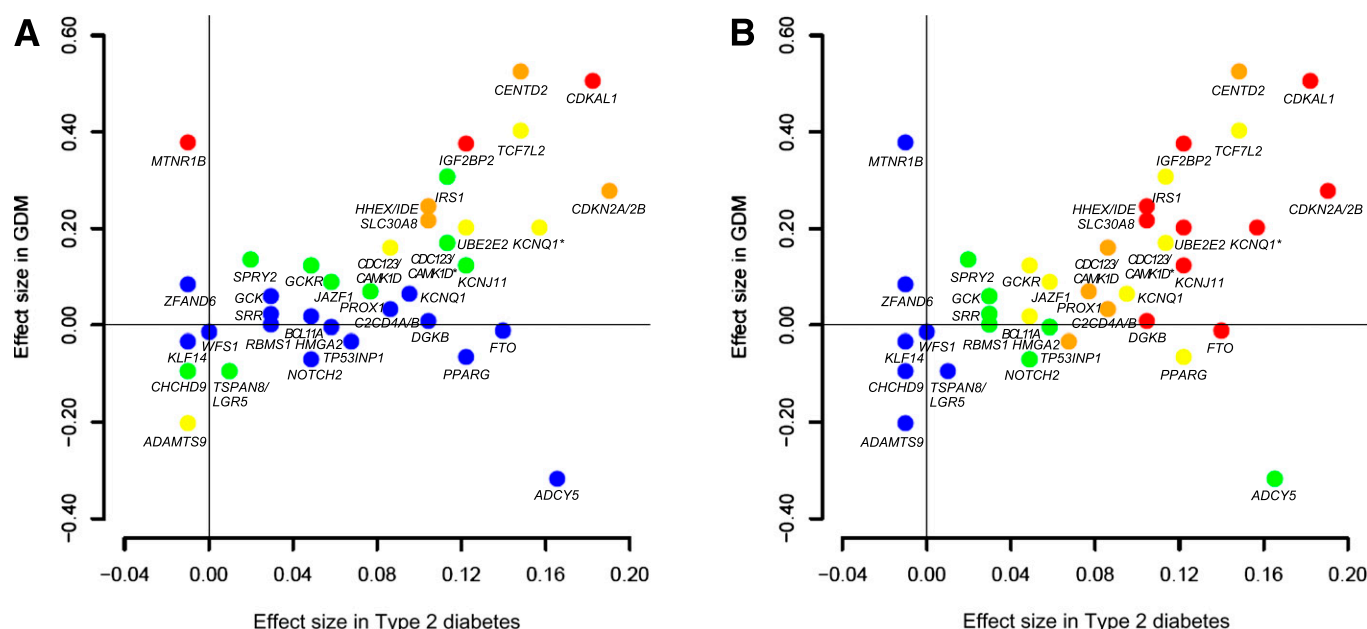 A
Effect size in GDM
0.60
0.40
0.20
0.00
−0.20
−0.40
CENTD2
CDKAL1
MTNR1B
IGF2BP2
TCF7L2
IRS1
HHEX/IDE
SLC30A8
CDKN2A/2B
UBE2E2
KCNQ1*
SPRY2
GCKR
CDC123/
CAMK1D
CDC123/
CAMK1D*
KCNJ11
ZFAND6
GCK
SRR
JAZF1
PROX1
KCNQ1
C2CD4A/B
WFS1
RBMS1
BCL11A
HMGA2
DGKB
FTO
KLF14
NOTCH2
TP53INP1
PPARG
CHCHD9
TSPAN8/
LGR5
ADAMTS9
ADCY5
−0.04
0.00
0.04
0.08
0.12
0.16
0.20
Effect size in Type 2 diabetes
B
Effect size in GDM
0.60
0.40
0.20
0.00
−0.20
−0.40
CENTD2
CDKAL1
MTNR1B
IGF2BP2
TCF7L2
IRS1
HHEX/IDE
SLC30A8
CDKN2A/2B
UBE2E2
KCNQ1*
SPRY2
GCKR
CDC123/
CAMK1D
CDC123/
CAMK1D*
KCNJ11
ZFAND6
GCK
SRR
JAZF1
PROX1
KCNQ1
C2CD4A/B
WFS1
RBMS1
BCL11A
HMGA2
DGKB
FTO
KLF14
NOTCH2
TP53INP1
PPARG
CHCHD9
TSPAN8/
LGR5
ADAMTS9
ADCY5
−0.04
0.00
0.04
0.08
0.12
0.16
0.20
Effect size in Type 2 diabetes